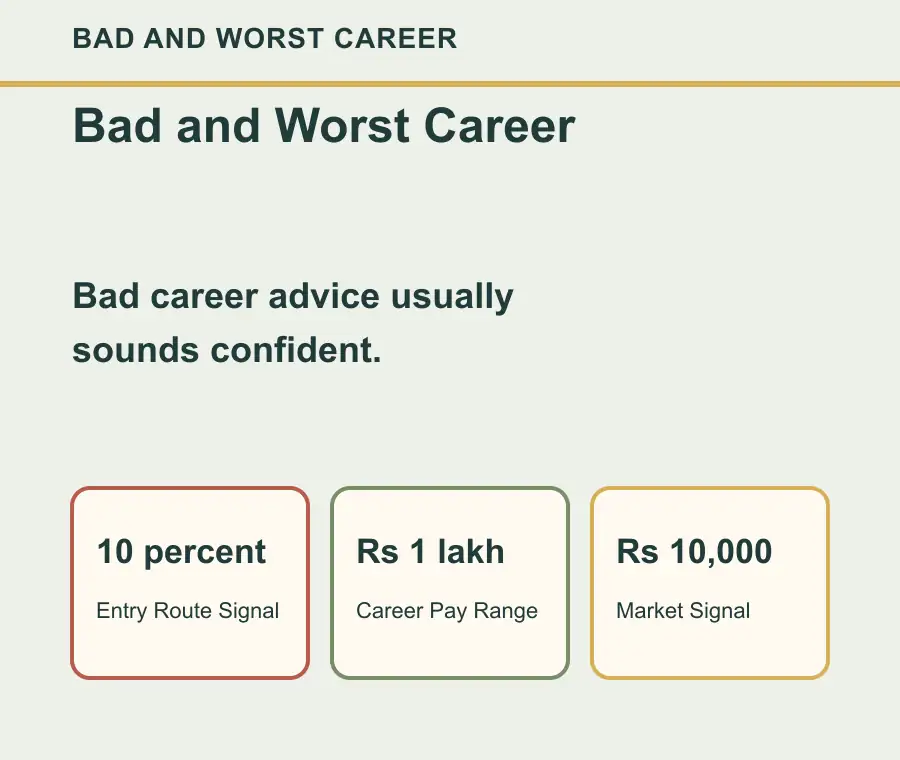 BAD AND WORST CAREER
Bad and Worst Career
Bad career advice usually
sounds confident.
10 percent
Entry Route Signal
Rs 1 lakh
Career Pay Range
Rs 10,000
Market Signal